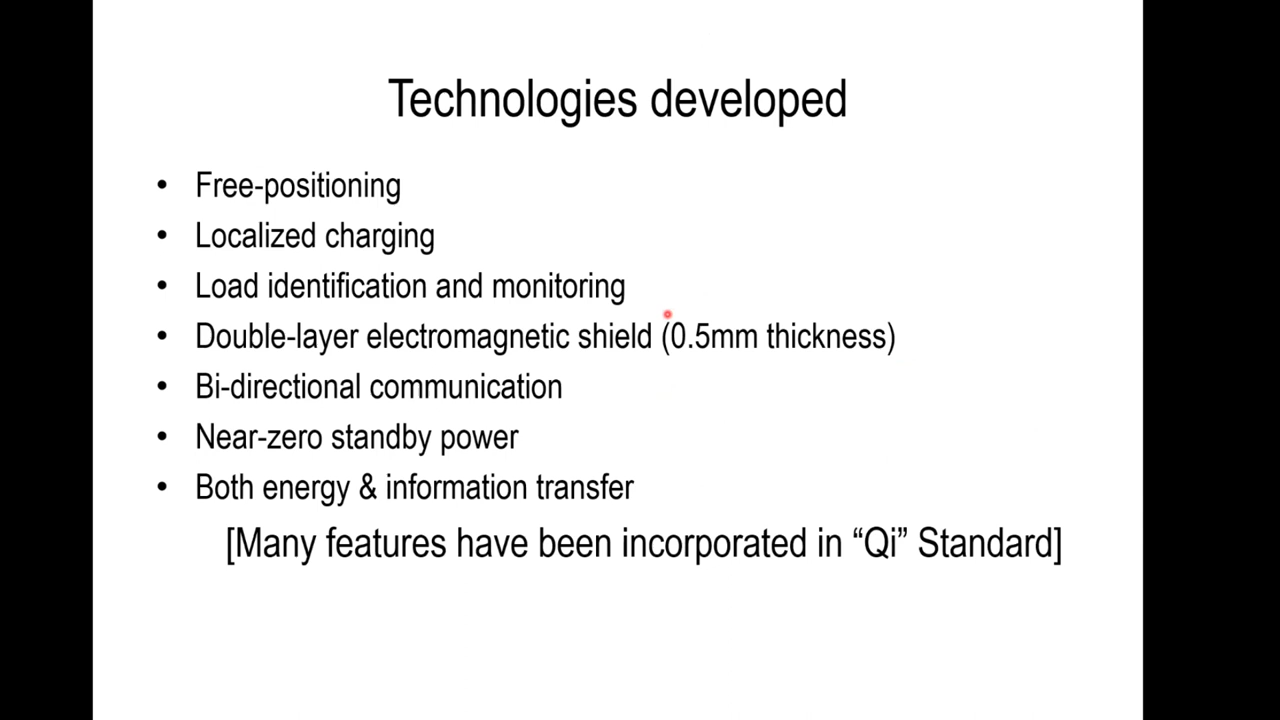 Technologies developed
• Free-positioning
• Localized charging
• Load identification and monitoring
• Double-layer electromagnetic shield (0.5mm thickness)
• Bi-directional communication
• Near-zero standby power
• Both energy & information transfer
[Many features have been incorporated in “Qi” Standard]